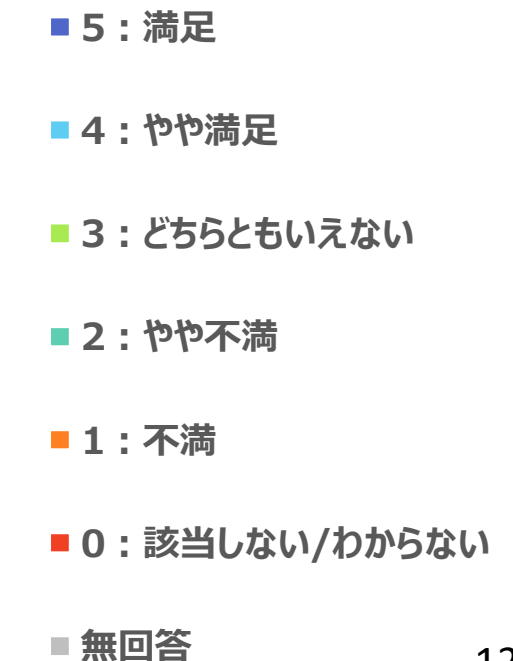 5：満足
4：やや満足
3：どちらともいえない
2：やや不満
1：不満
0：該当しない/わからない
無回答
12